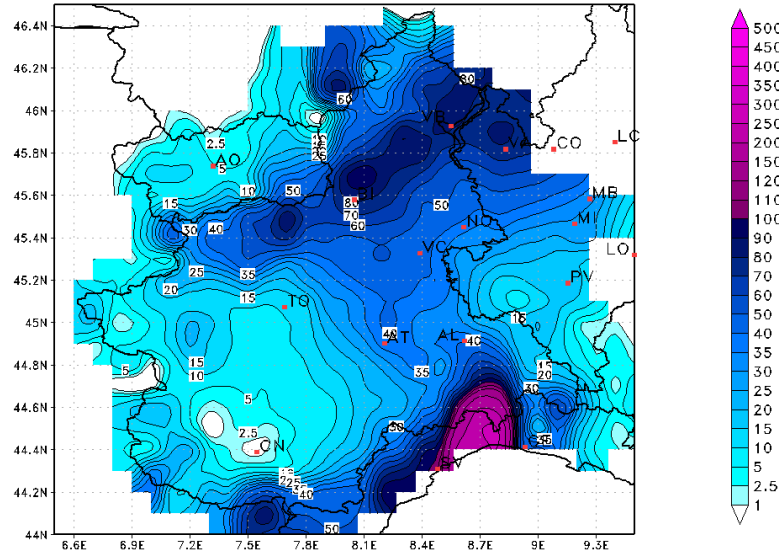 46.4N
46.2N
46N
45.8N
45.6N
45.4N
45.2N
45N
44.8N
44.6N
44.4N
44.2N
44N
6.6E 6.9E 7.2E 7.5E 7.8E 8.1E 8.4E 8.7E 9E 9.3E
80
60
VB
2.5
AO
5
VA CO LC
10 50
15
BI
80
70
60
50
MB
30 40
NO
MI
VC
LO
25
20
35
15
TO
PV
15
40
AT
AL
40
15
10
5
35
15
20
30
5
2.5
CN
30
SV
25
35
40
50
500
450
400
350
300
250
200
150
100
90
80
70
60
50
40
35
30
25
20
15
10
5
2.5
1